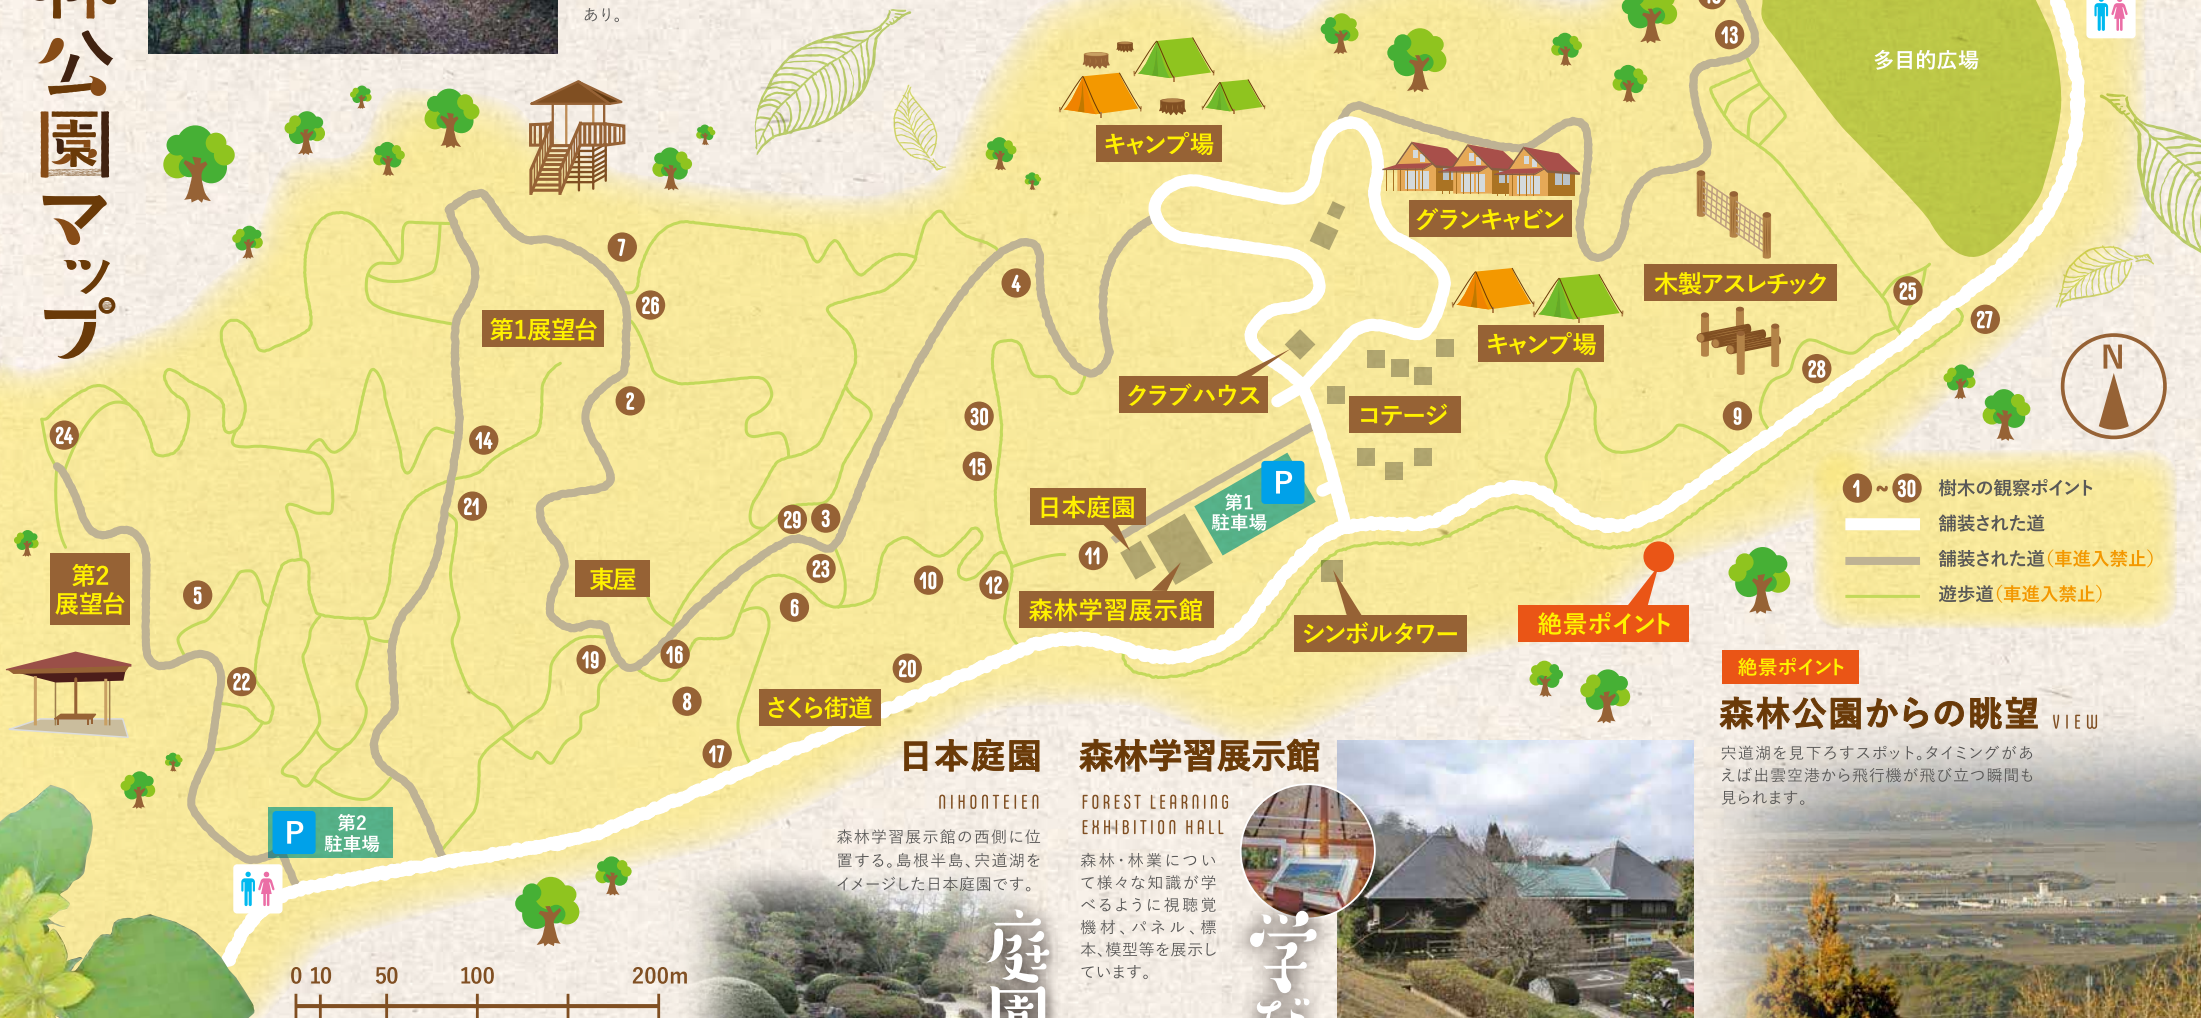 林公園マップ
あり。
13
多目的広場
キャンプ場
グランキャビン
木製アスレチック
7
4
26
25
27
第1展望台
キャンプ場
N
28
2
クラブハウス
コテージ
9
24
14
30
15
21
日本庭園
第1
駐車場
P
1~30 樹木の観察ポイント
舗装された道
舗装された道(車進入禁止)
遊歩道(車進入禁止)
29
3
11
23
10
12
第2
展望台
5
東屋
6
森林学習展示館
シンボルタワー
絶景ポイント
19
16
20
22
8
さくら街道
17
P
第2
駐車場
絶景ポイント
森林公園からの眺望 VIEW
宍道湖を見下ろすスポット。タイミングがあ
えば出雲空港から飛行機が飛び立つ瞬間も
見られます。
日本庭園
NIHONTEIEN
森林学習展示館の西側に位
置する。島根半島、宍道湖を
イメージした日本庭園です。
庭園
森林学習展示館
FOREST LEARNING
EXHIBITION HALL
森林・林業につい
て様々な知識が学
べるように視聴覚
機材、パネル、標
本、模型等を展示し
ています。
学び
0 10 50 100 200m